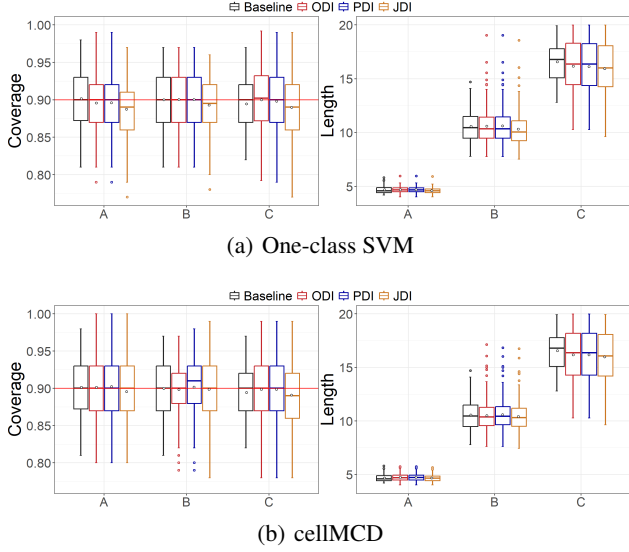 Baseline ODI PDI JDI
Coverage
1.00
0.95
0.90
0.85
0.80
A B C
Length
20
15
10
5
A B C
(a) One-class SVM
Baseline ODI PDI JDI
Coverage
1.00
0.95
0.90
0.85
0.80
A B C
Length
20
15
10
5
A B C
(b) cellMCD